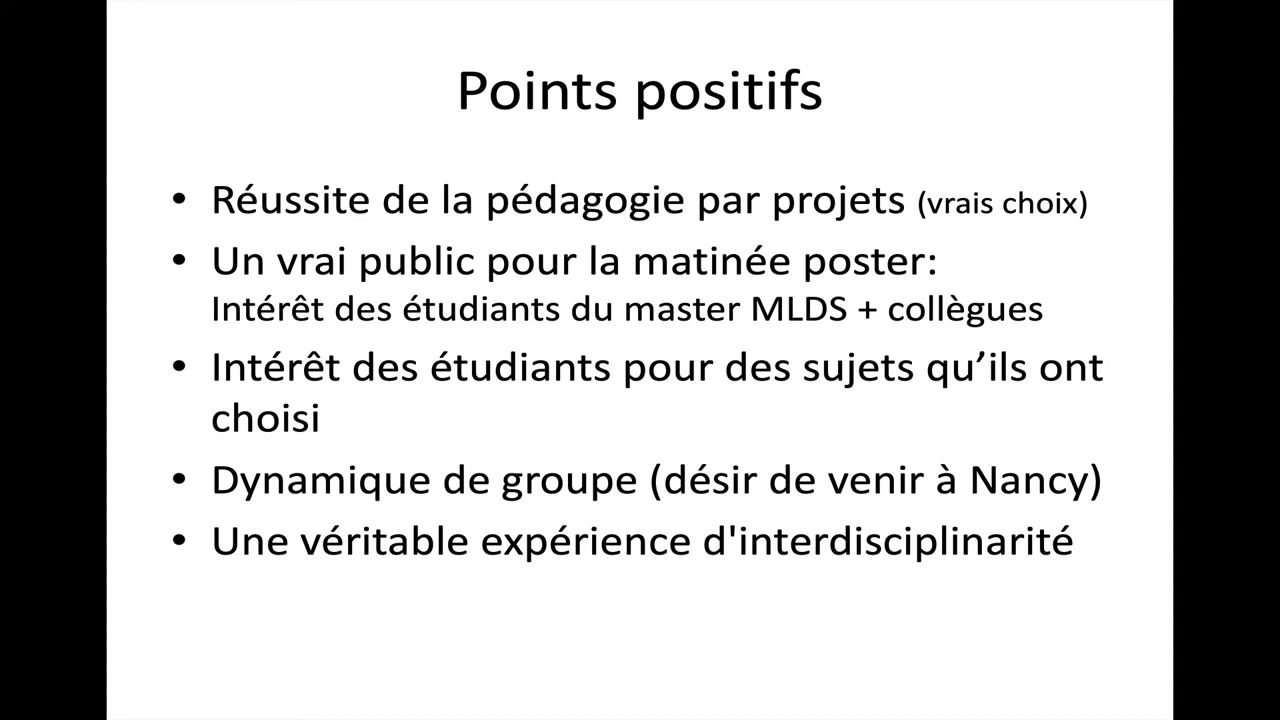 Points positifs
• Réussite de la pédagogie par projets (vrais choix)
• Un vrai public pour la matinée poster:
Intérêt des étudiants du master MLDS + collègues
• Intérêt des étudiants pour des sujets qu’ils ont
choisi
• Dynamique de groupe (désir de venir à Nancy)
• Une véritable expérience d'interdisciplinarité